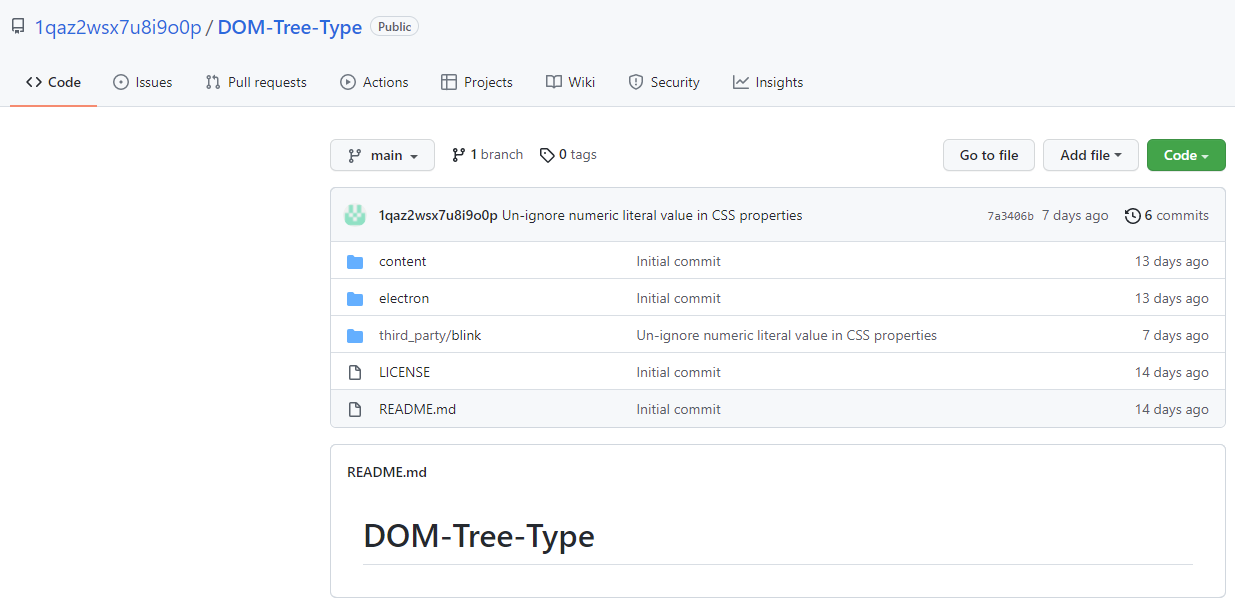 1qaz2wsx7u8i9o0p / DOM-Tree-Type Public
Code Issues Pull requests Actions Projects Wiki Security Insights
main 1 branch 0 tags Go to file Add file Code
1qaz2wsx7u8i9o0p Un-ignore numeric literal value in CSS properties 7a3406b 7 days ago 6 commits
content Initial commit 13 days ago
electron Initial commit 13 days ago
third_party/blink Un-ignore numeric literal value in CSS properties 7 days ago
LICENSE Initial commit 14 days ago
README.md Initial commit 14 days ago
README.md
DOM-Tree-Type